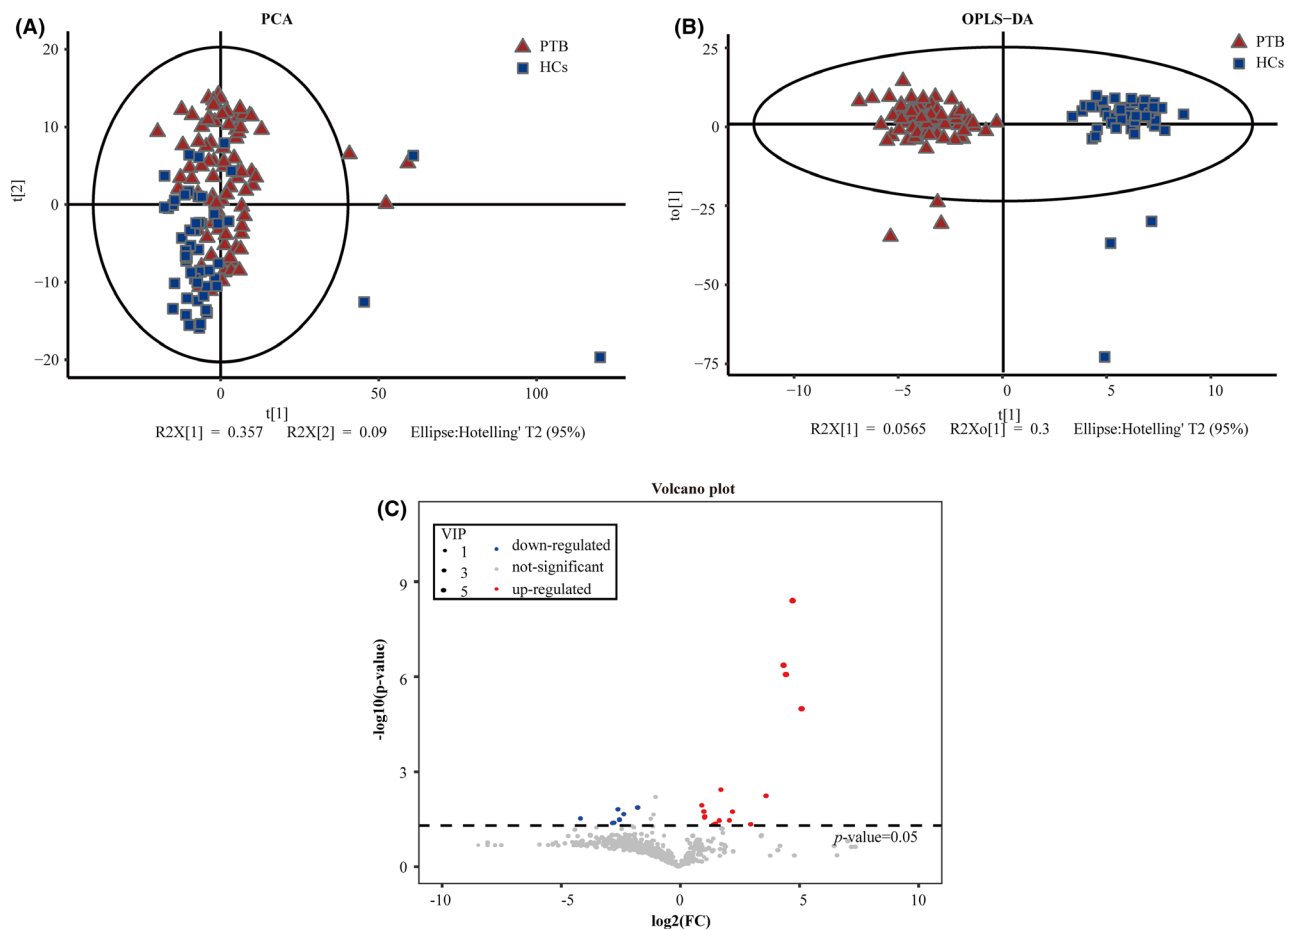 (A)
PCA
PTB
HCs
20
10
0
−10
−20
t[2]
0
50
100
t[1]
R2X[1] = 0.357 R2X[2] = 0.09 Ellipse:Hotelling' T2 (95%)
(B)
OPLS−DA
PTB
HCs
25
0
−25
−50
−75
to[1]
−10
−5
0
5
10
t[1]
R2X[1] = 0.0565 R2Xo[1] = 0.3 Ellipse:Hotelling' T2 (95%)
(C)
Volcano plot
VIP
1
3
5
down-regulated
not-significant
up-regulated
9
6
3
0
-log10(p-value)
p-value=0.05
-10
-5
0
5
10
log2(FC)